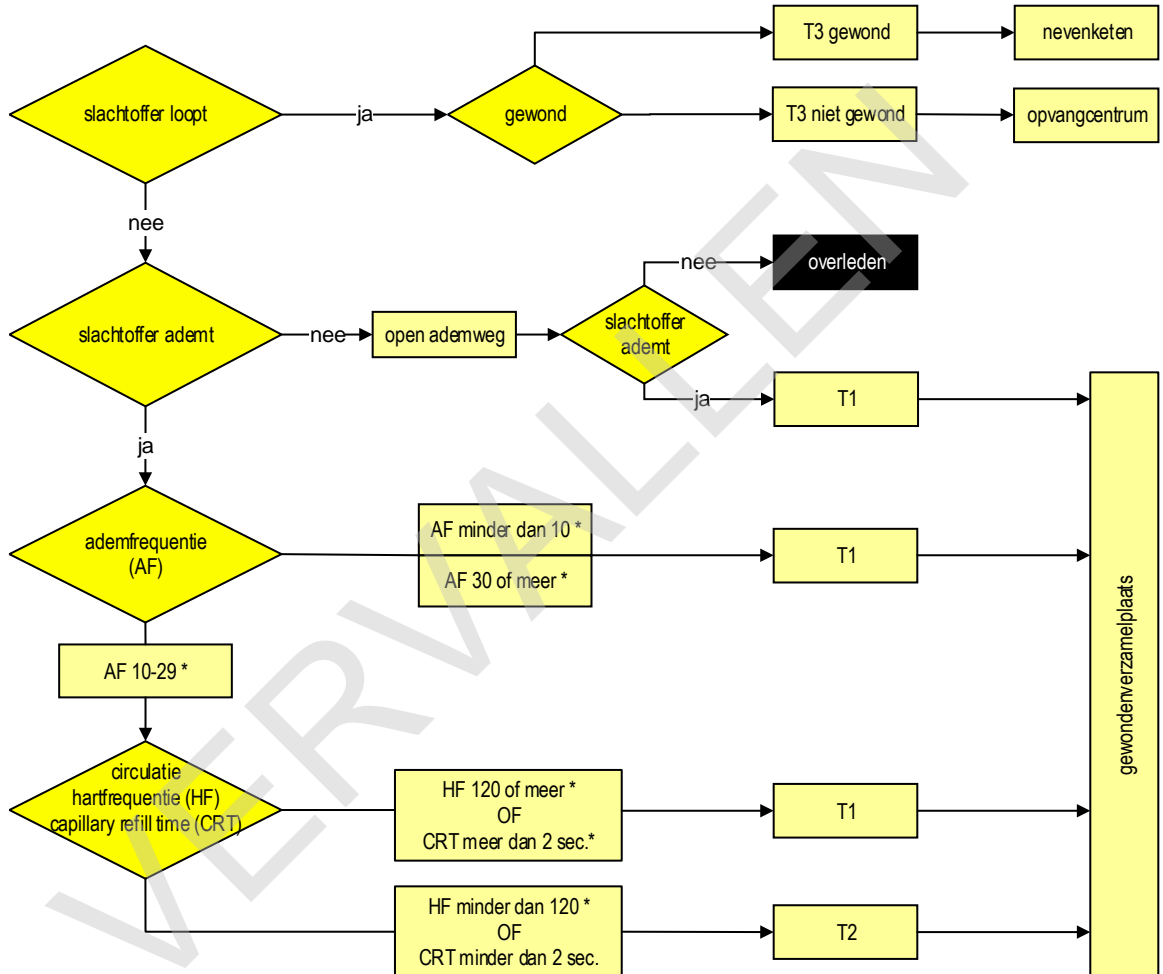 T3 gewond
nevenketen
slachtoffer loopt
ja
gewond
T3 niet gewond
opvangcentrum
nee
overleden
nee
slachtoffer ademt
nee
open ademweg
slachtoffer
ademt
ja
T1
ja
ademfrequentie
(AF)
AF minder dan 10 *
AF 30 of meer *
T1
gewondenverzamelplaats
AF 10-29 *
circulatie
hartfrequentie (HF)
capillary refill time (CRT)
HF 120 of meer *
OF
CRT meer dan 2 sec.*
T1
HF minder dan 120 *
OF
CRT minder dan 2 sec.
T2
VERVALLEN